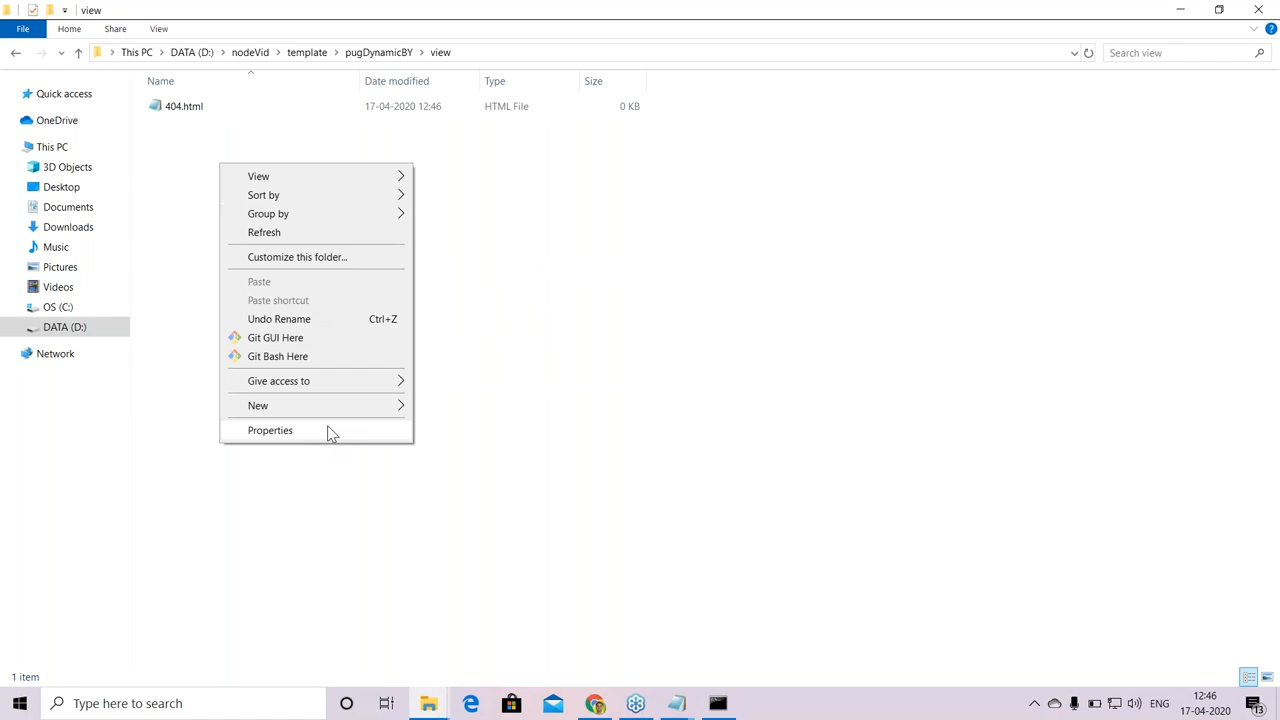 view
File
Home
Share
View
This PC
DATA (D:)
nodeVid
template
pugDynamicBY
view
Search view
Name
Date modified
Type
Size
404.html
17-04-2020 12:46
HTML File
0 KB
Quick access
OneDrive
This PC
3D Objects
Desktop
Documents
Downloads
Music
Pictures
Videos
OS (C:)
DATA (D:)
Network
View
Sort by
Group by
Refresh
Customize this folder...
Paste
Paste shortcut
Undo Rename Ctrl+Z
Git GUI Here
Git Bash Here
Give access to
New
Properties
1 item
Type here to search
ENG
12:46
17-04-2020
13